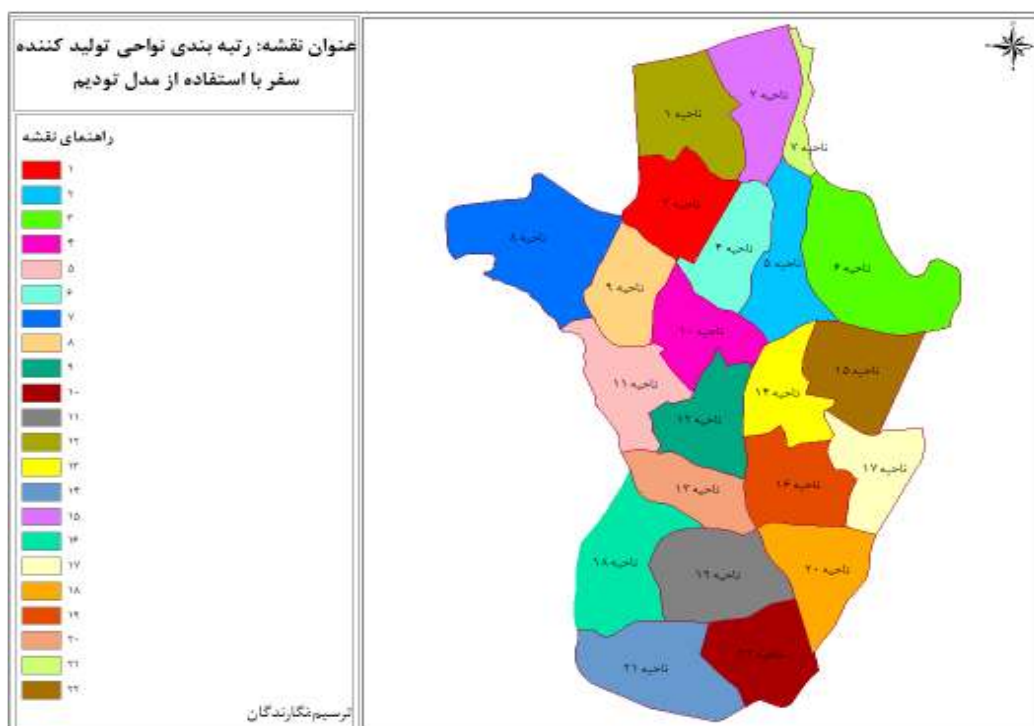 عنوان نقشه: رتبه بندی نواحی تولید کننده
سفر با استفاده از مدل تودیم
راهنمای نقشه
۱
۲
۳
۴
۵
۶
۷
۸
۹
۱۰
۱۱
۱۲
۱۳
۱۴
۱۵
۱۶
۱۷
۱۸
۱۹
۲۰
۲۱
۲۲
ترسیم:نگارندگان
ناحیه ۷
ناحیه ۱
ناحیه
ناحیه ۲
ناحیه ۸
ناحیه ۴
ناحیه ۵
ناحیه ۶
ناحیه ۹
ناحیه ۱۰
ناحیه ۱۱
ناحیه ۱۵
ناحیه ۱۴
ناحیه ۱۲
ناحیه ۱۷
ناحیه ۱۳
ناحیه ۱۶
ناحیه ۱۸
ناحیه ۱۹
ناحیه ۲۰
ناحیه ۲۱
ناحیه ۲۲